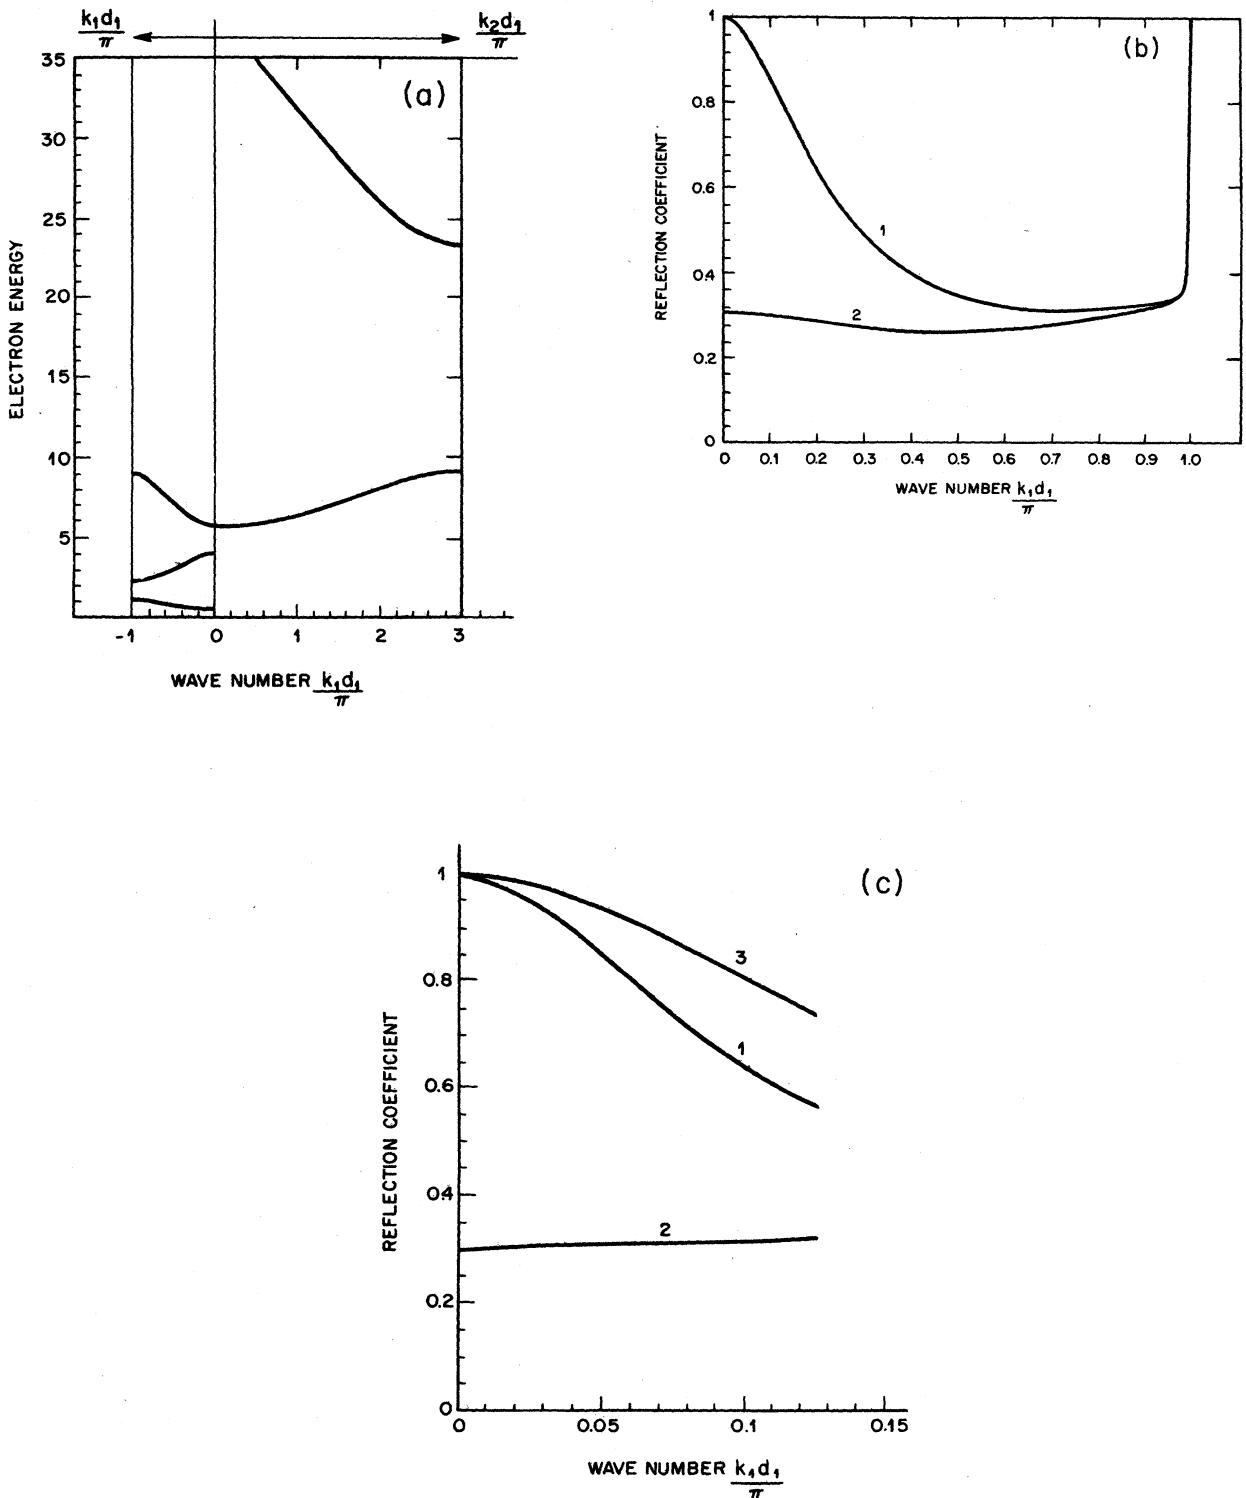 k₁d₁/π k₂d₁/π
(a)
35
30
25
20
15
10
5
ELECTRON ENERGY
-1 0 1 2 3
WAVE NUMBER k₁d₁/π
(b)
1
0.8
0.6
0.4
0.2
0
REFLECTION COEFFICIENT
1
2
0 0.1 0.2 0.3 0.4 0.5 0.6 0.7 0.8 0.9 1.0
WAVE NUMBER k₁d₁/π
(c)
1
0.8
0.6
0.4
0.2
0
REFLECTION COEFFICIENT
3
1
2
0 0.05 0.1 0.15
WAVE NUMBER k₁d₁/π